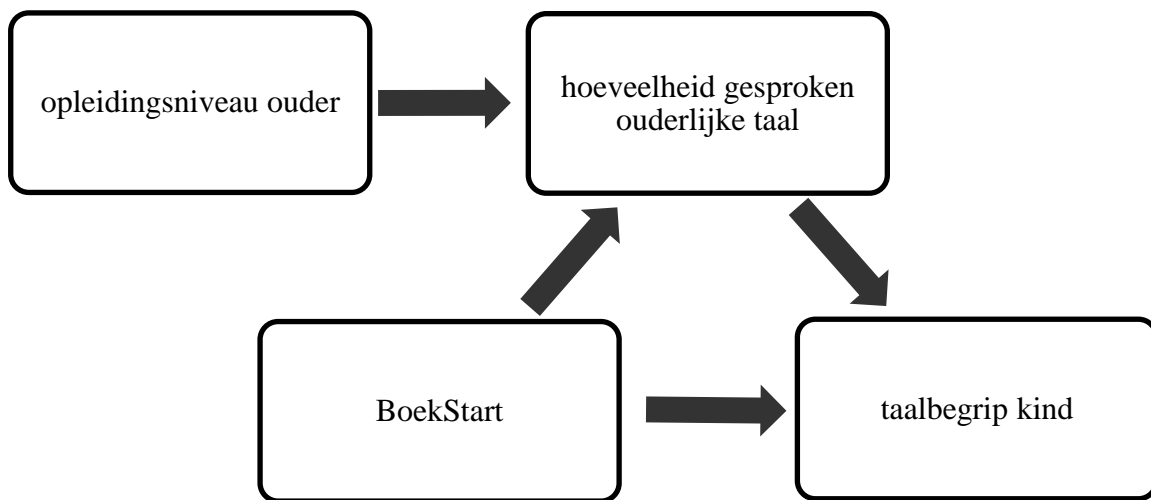 opleidingsniveau ouder
hoeveelheid gesproken
ouderlijke taal
BoekStart
taalbegrip kind